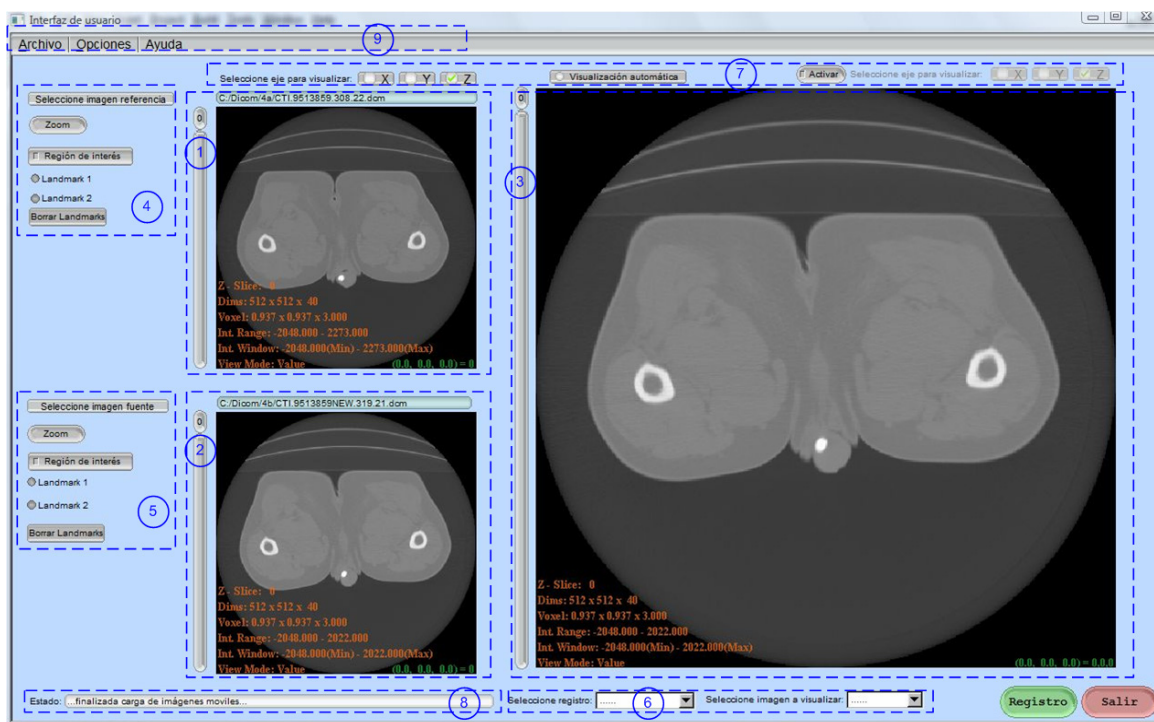 Interfaz de usuario
9
Archivo Opciones Ayuda
Seleccione eje para visualizar: X Y Z
Visualización automática 7 Activar Seleccione eje para visualizar: X Y Z
Seleccione imagen referencia
Zoom
Región de interés
Landmark 1
Landmark 2
Borrar Landmarks
4
C:/Dicom/4a/CTI.9513859.308.22.dcm
0
1
Z - Slice: 0
Dims: 512 x 512 x 40
Voxel: 0.937 x 0.937 x 3.000
Int. Range: -2048.000 - 2273.000
Int. Window: -2048.000(Min) - 2273.000(Max)
View Mode: Value (0.0, 0.0, 0.0) = 0
Seleccione imagen fuente
Zoom
Región de interés
Landmark 1
Landmark 2
5
Borrar Landmarks
C:/Dicom/4b/CTI.9513859NEW.319.21.dcm
0
2
Z - Slice: 0
Dims: 512 x 512 x 40
Voxel: 0.937 x 0.937 x 3.000
Int. Range: -2048.000 - 2022.000
Int. Window: -2048.000(Min) - 2022.000(Max)
View Mode: Value (0.0, 0.0, 0.0) = 0
0
3
Z - Slice: 0
Dims: 512 x 512 x 40
Voxel: 0.937 x 0.937 x 3.000
Int. Range: -2048.000 - 2022.000
Int. Window: -2048.000(Min) - 2022.000(Max)
View Mode: Value (0.0, 0.0, 0.0) = 0.0.0
Estado: ...finalizada carga de imágenes moviles... 8
Seleccione registro: ...... 6 Seleccione imagen a visualizar: ......
Registro Salir